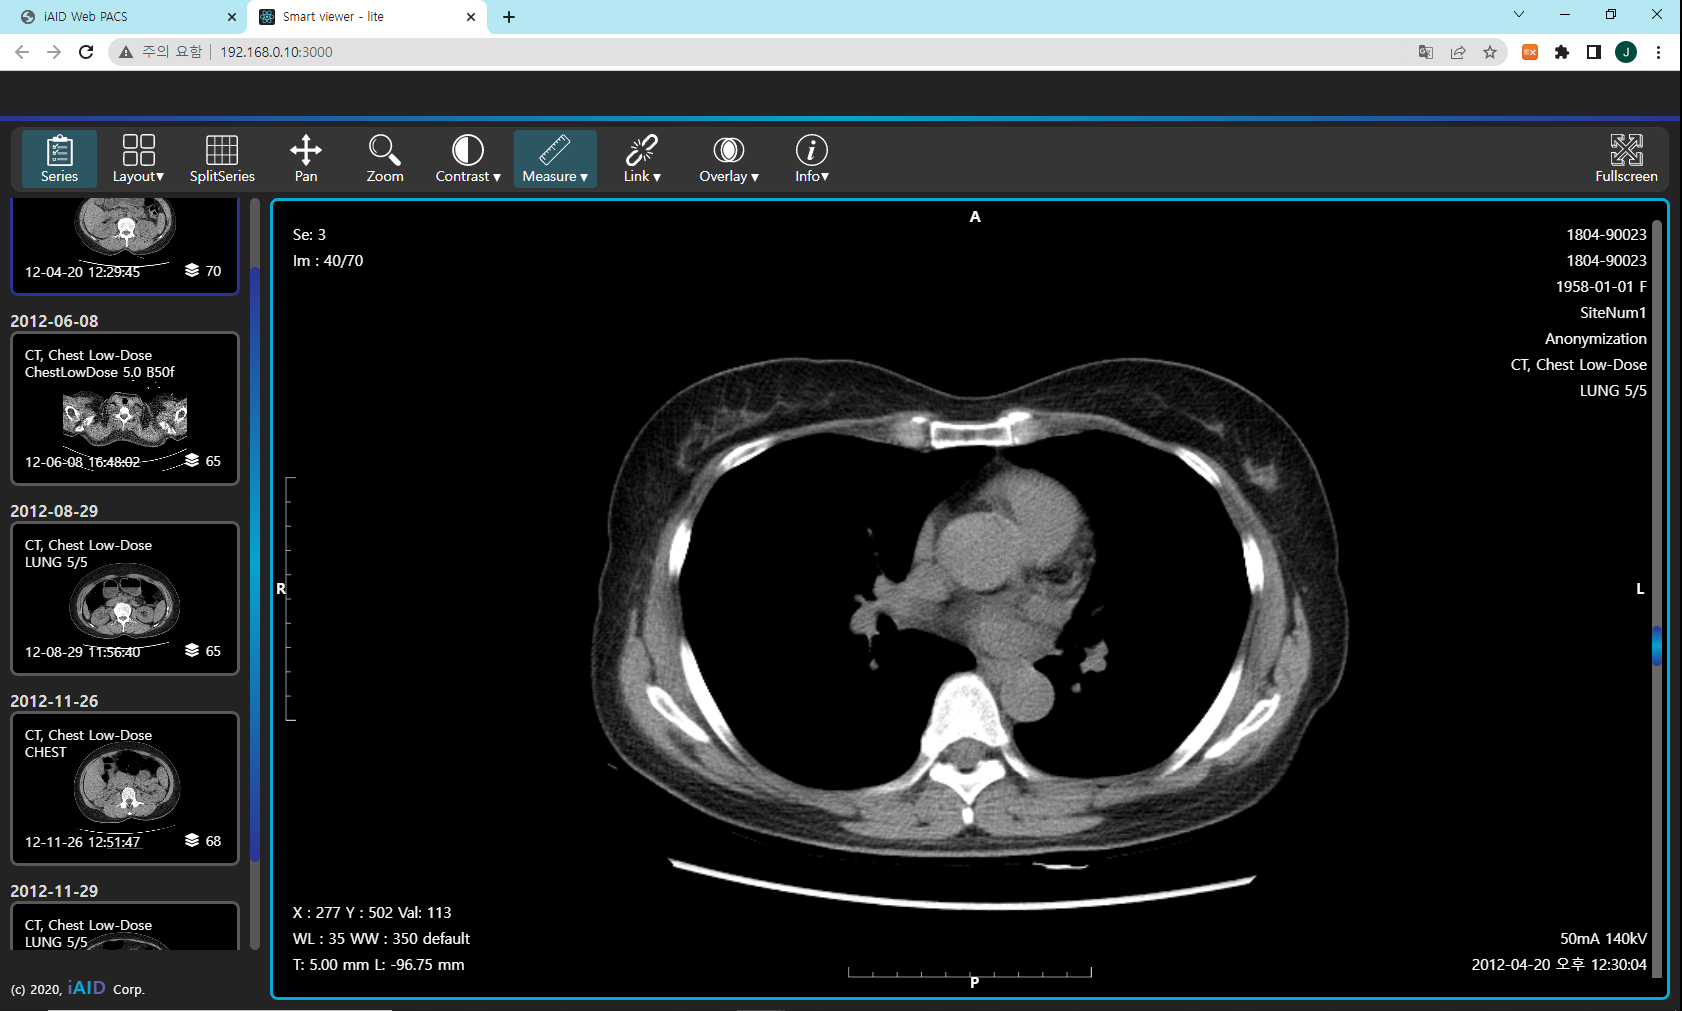 iAID Web PACS
Smart viewer - lite
주의 요함 | 192.168.0.10:3000
EX
J
Series
Layout▾
SplitSeries
Pan
Zoom
Contrast ▾
Measure ▾
Link ▾
Overlay ▾
Info▾
Fullscreen
12-04-20 12:29:45
70
2012-06-08
CT, Chest Low-Dose
ChestLowDose 5.0 B50f
12-06-08 16:48:02
65
2012-08-29
CT, Chest Low-Dose
LUNG 5/5
12-08-29 11:56:40
65
2012-11-26
CT, Chest Low-Dose
CHEST
12-11-26 12:51:47
68
2012-11-29
CT, Chest Low-Dose
LUNG 5/5
(c) 2020, iAID Corp.
A
Se: 3
Im : 40/70
1804-90023
1804-90023
1958-01-01 F
SiteNum1
Anonymization
CT, Chest Low-Dose
LUNG 5/5
R
L
X : 277 Y : 502 Val: 113
WL : 35 WW : 350 default
T: 5.00 mm L: -96.75 mm
50mA 140kV
2012-04-20 오후 12:30:04
P